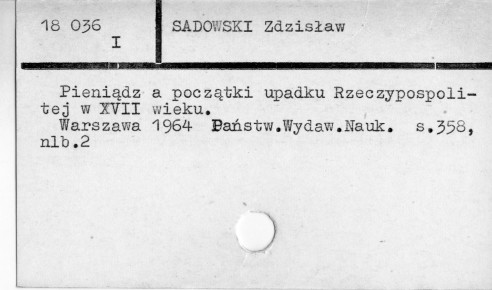 18 036
I
SADOWSKI Zdzisław
Pieniądz a początki upadku Rzeczypospoli-
tej w XVII wieku.
Warszawa 1964 Państw.Wydaw.Nauk. s.358,
nlb.2